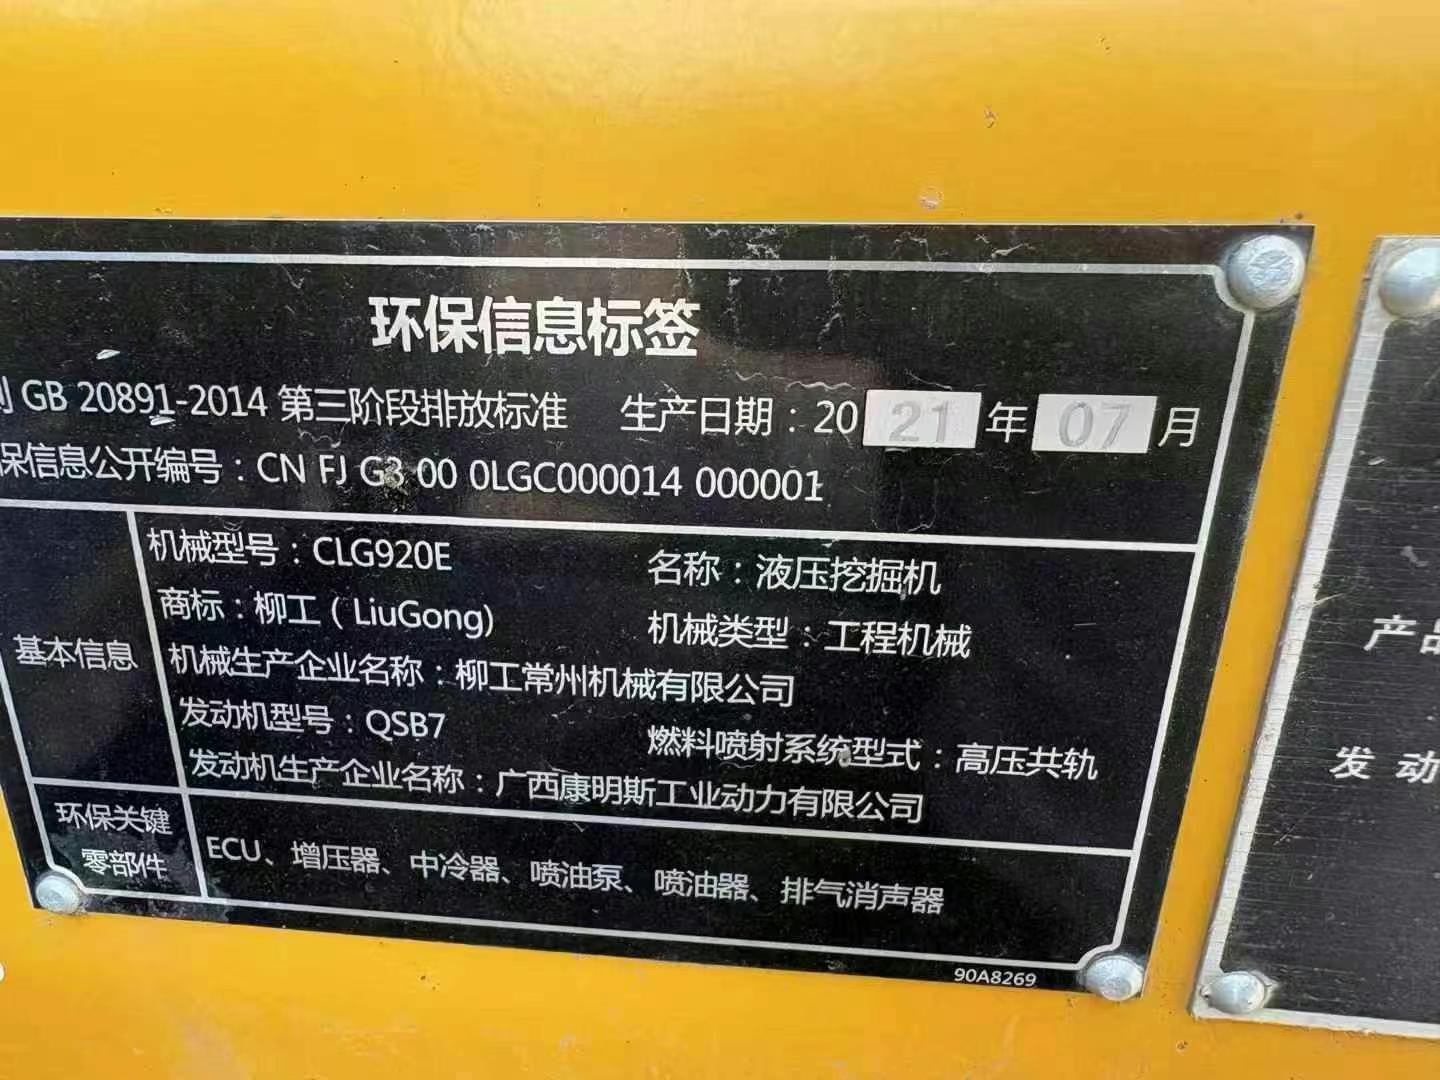 环保信息标签
GB 20891-2014 第三阶段排放标准 生产日期：2021年07月
保信息公开编号：CN FJ G3 00 0LGC000014 000001
基本信息
机械型号：CLG920E 名称：液压挖掘机
商标：柳工（LiuGong) 机械类型：工程机械
机械生产企业名称：柳工常州机械有限公司
发动机型号：QSB7 燃料喷射系统型式：高压共轨
发动机生产企业名称：广西康明斯工业动力有限公司
环保关键
零部件
ECU、增压器、中冷器、喷油泵、喷油器、排气消声器
90A8269
产品
发动